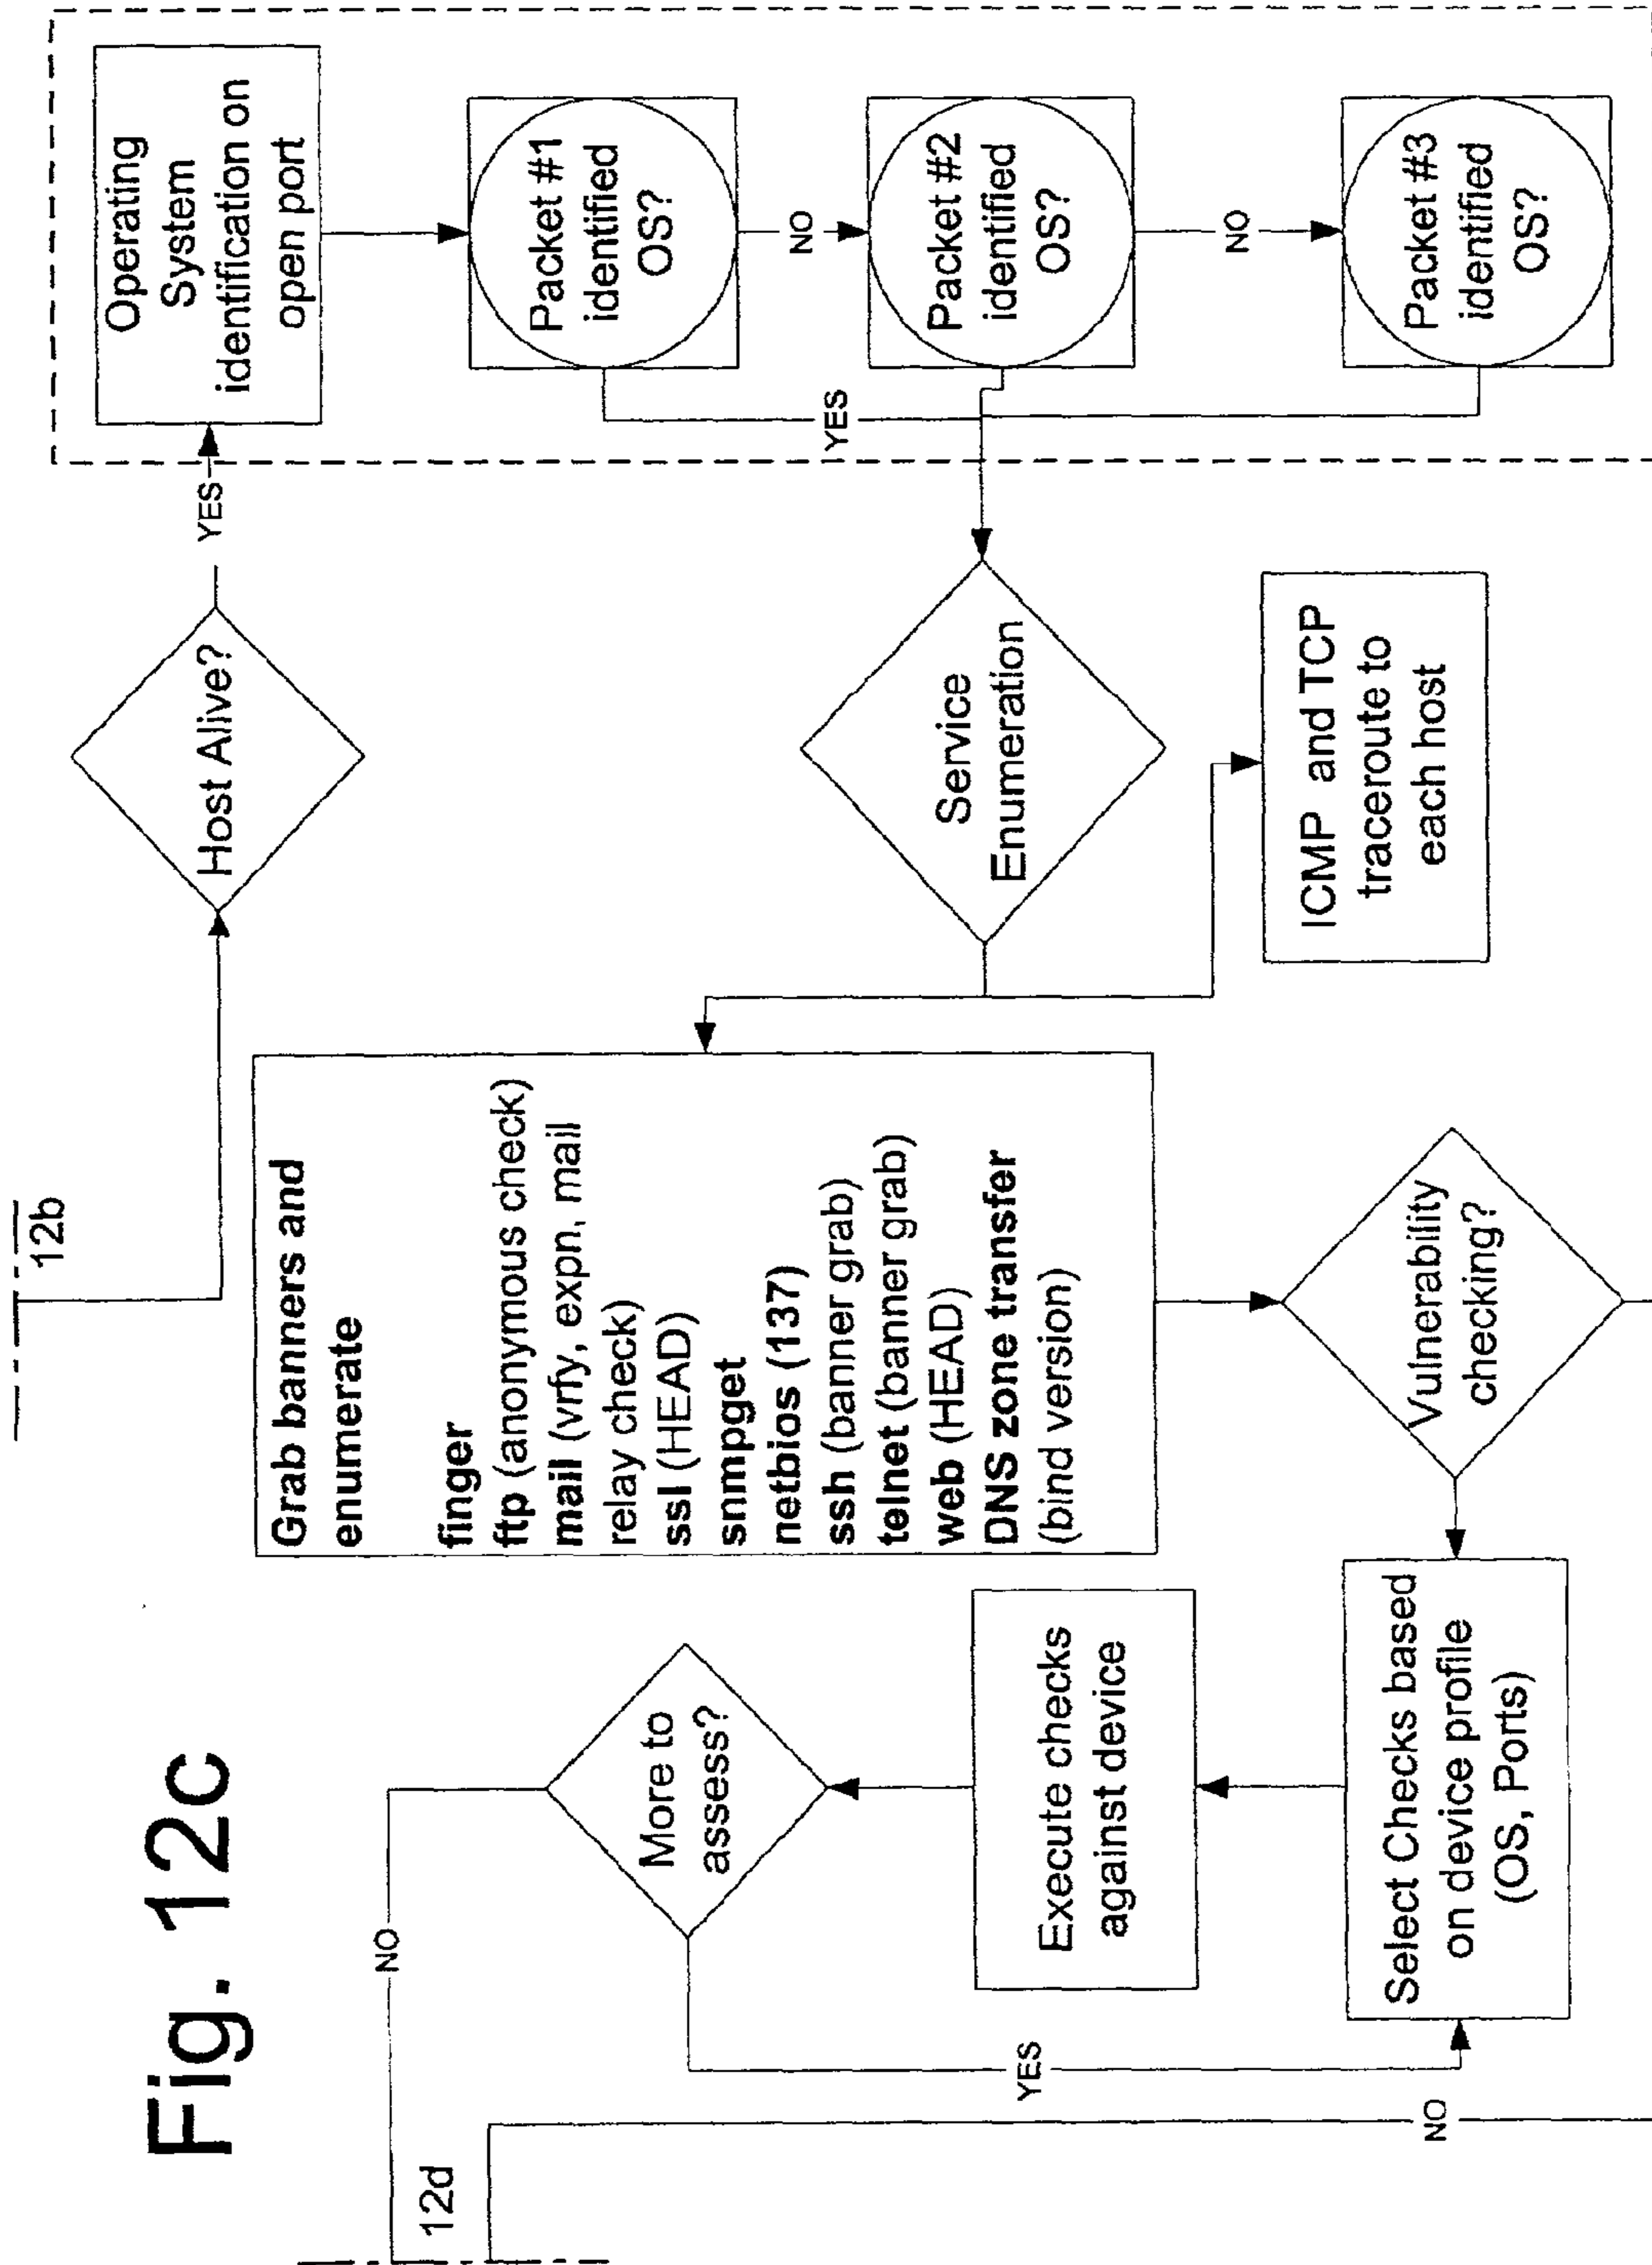 Fig. 12c
12b
Host Alive?
YES
Operating
System
identification on
open port
Packet #1
identified
OS?
NO
Packet #2
identified
OS?
NO
Packet #3
identified
OS?
YES
Service
Enumeration
ICMP and TCP
traceroute to
each host
Grab banners and
enumerate
finger
ftp (anonymous check)
mail (vrfy, expn, mail
relay check)
ssl (HEAD)
snmpget
netbios (137)
ssh (banner grab)
telnet (banner grab)
web (HEAD)
DNS zone transfer
(bind version)
Vulnerability
checking?
Select Checks based
on device profile
(OS, Ports)
Execute checks
against device
More to
assess?
YES
NO
NO
12d